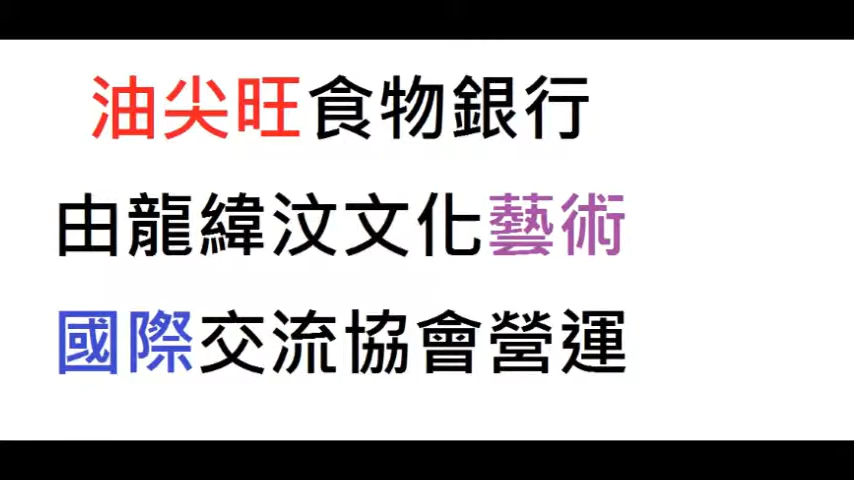 油尖旺食物銀行
由龍緯汶文化藝術
國際交流協會營運